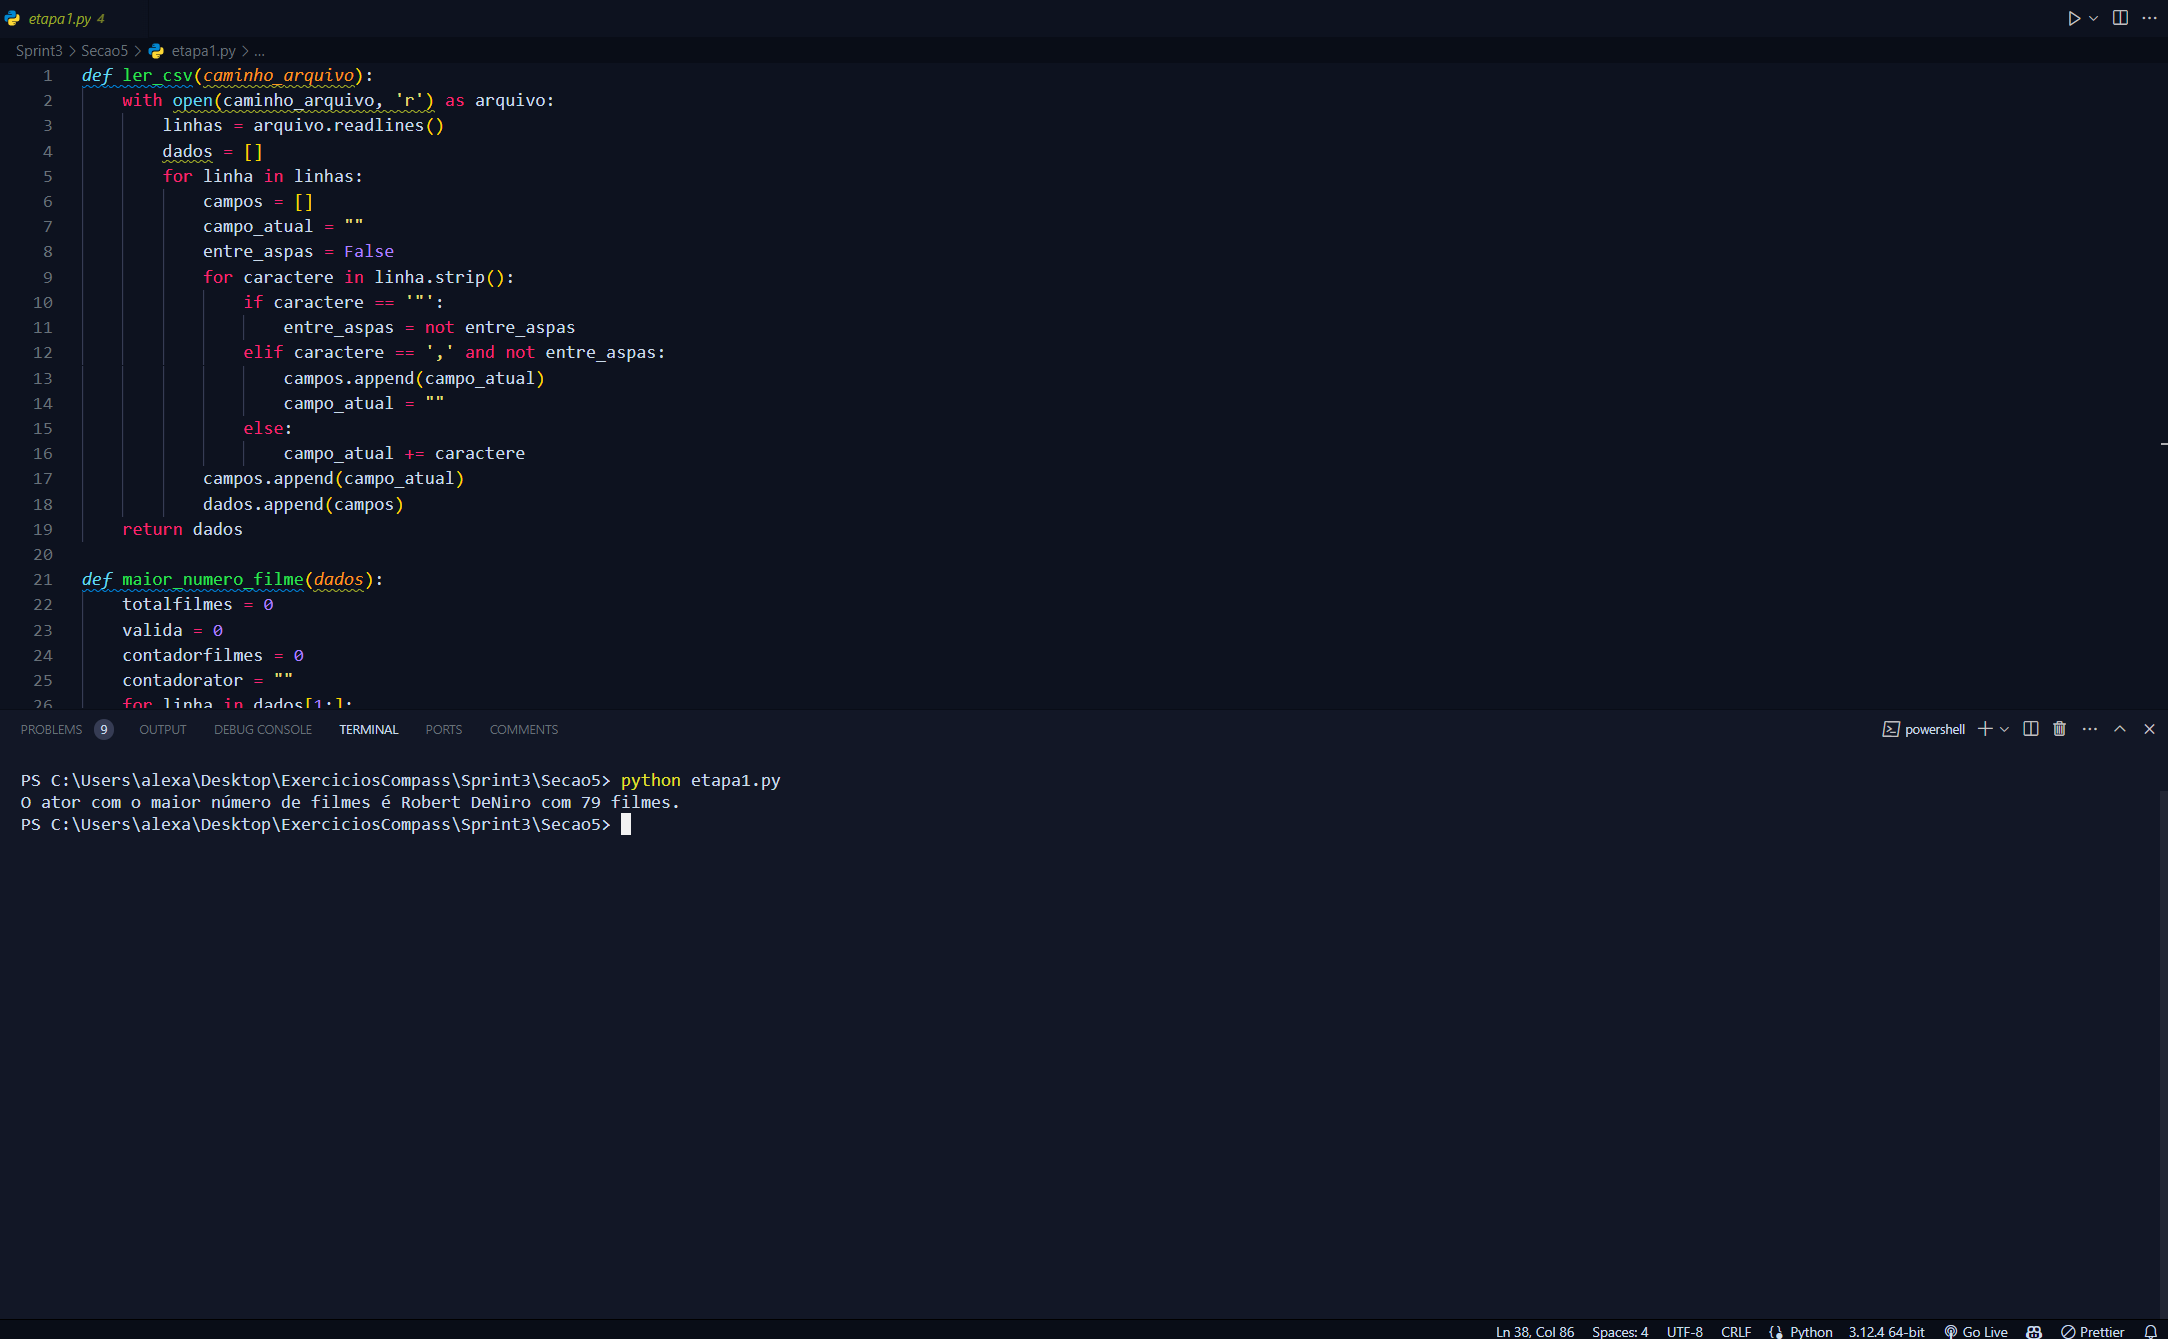 etapa1.py 4
Sprint3 > Secao5 > etapa1.py > ...
1 def ler_csv(caminho_arquivo):
2     with open(caminho_arquivo, 'r') as arquivo:
3         linhas = arquivo.readlines()
4         dados = []
5         for linha in linhas:
6             campos = []
7             campo_atual = ""
8             entre_aspas = False
9             for caractere in linha.strip():
10                 if caractere == '"':
11                     entre_aspas = not entre_aspas
12                 elif caractere == ',' and not entre_aspas:
13                     campos.append(campo_atual)
14                     campo_atual = ""
15                 else:
16                     campo_atual += caractere
17             campos.append(campo_atual)
18             dados.append(campos)
19     return dados
20
21 def maior_numero_filme(dados):
22     totalfilmes = 0
23     valida = 0
24     contadorfilmes = 0
25     contadorator = ""
26     for linha in dados[1:]:
PROBLEMS 9 OUTPUT DEBUG CONSOLE TERMINAL PORTS COMMENTS powershell
PS C:\Users\alexa\Desktop\ExerciciosCompass\Sprint3\Secao5> python etapa1.py
O ator com o maior número de filmes é Robert DeNiro com 79 filmes.
PS C:\Users\alexa\Desktop\ExerciciosCompass\Sprint3\Secao5>
Ln 38, Col 86 Spaces: 4 UTF-8 CRLF Python 3.12.4 64-bit Go Live Prettier